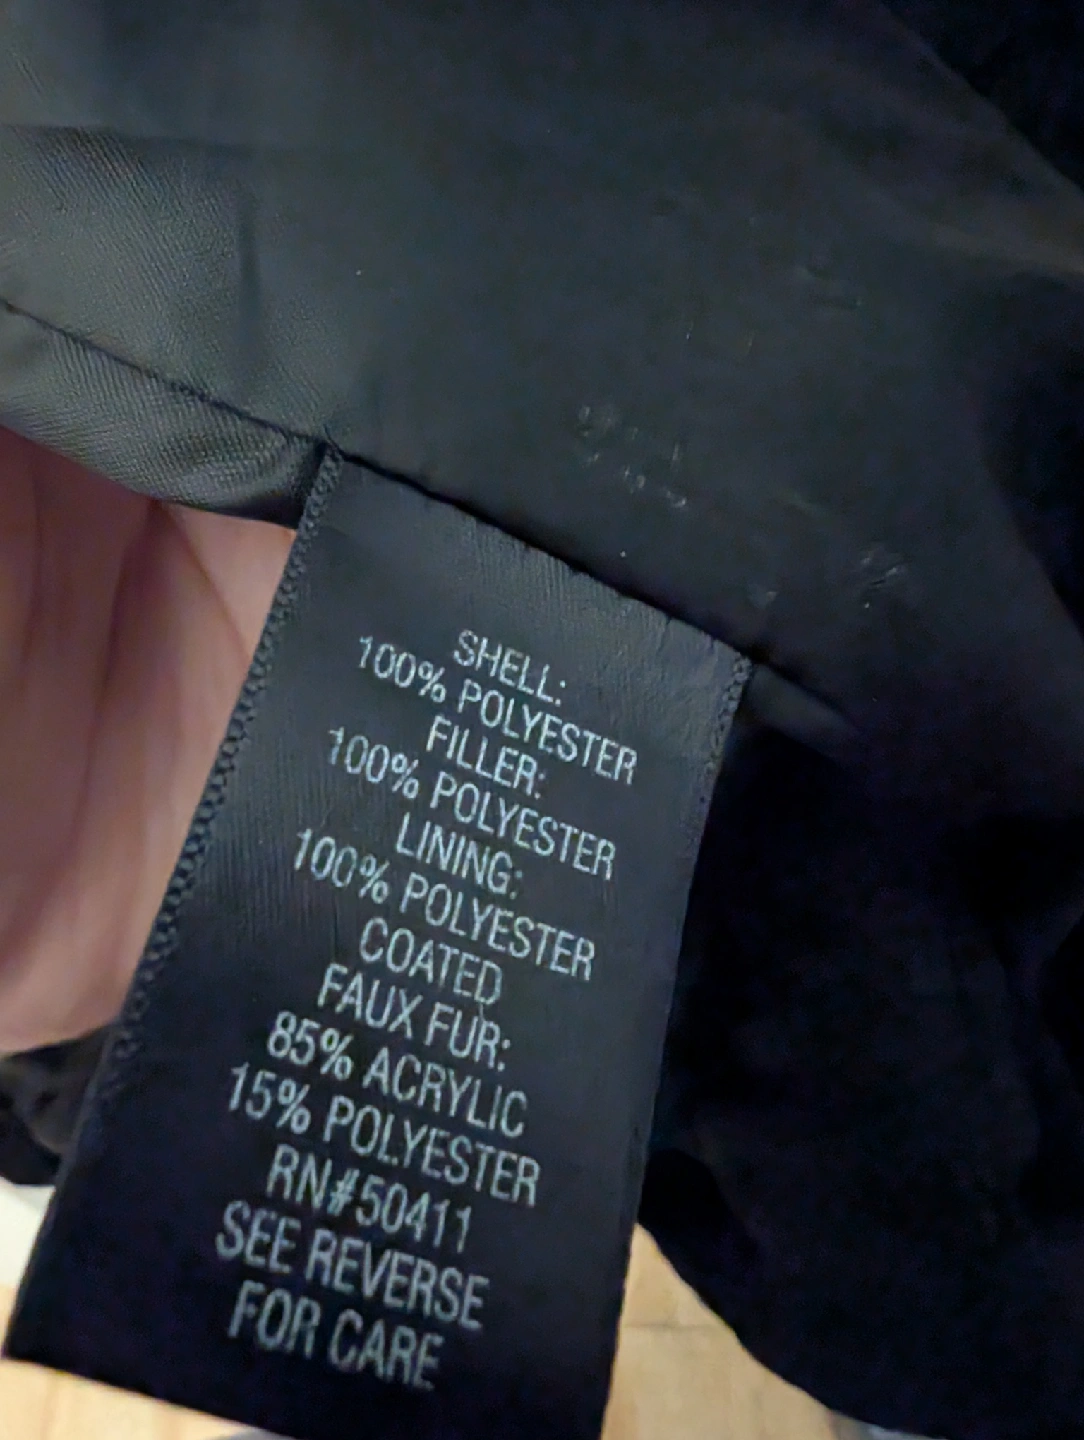 SHELL:
100% POLYESTER
FILLER:
100% POLYESTER
LINING:
100% POLYESTER
COATED
FAUX FUR:
85% ACRYLIC
15% POLYESTER
RN#50411
SEE REVERSE
FOR CARE